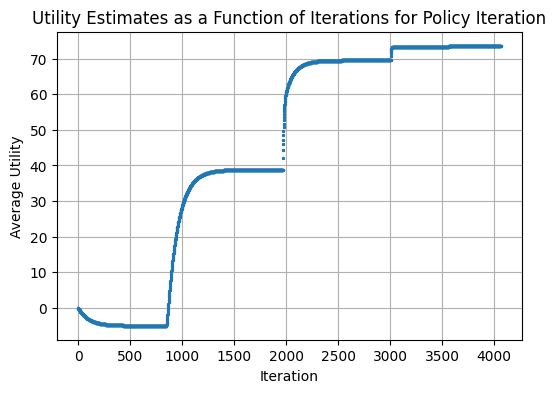 Utility Estimates as a Function of Iterations for Policy Iteration
70
60
50
40
30
20
10
0
Average Utility
0 500 1000 1500 2000 2500 3000 3500 4000
Iteration